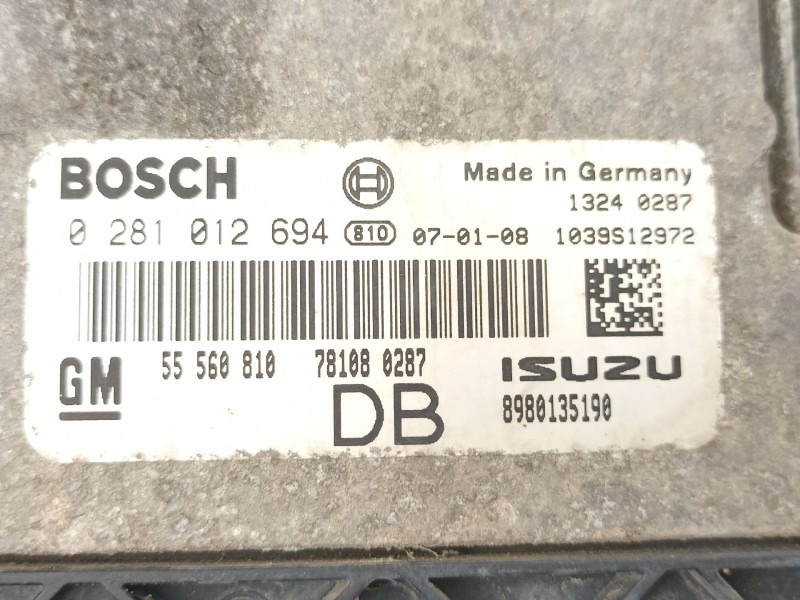 BOSCH
Made in Germany
1324 0287
0 281 012 694 810 07-01-08 1039S12972
GM 55 560 810 781080 0287 ISUZU
DB 8980135190